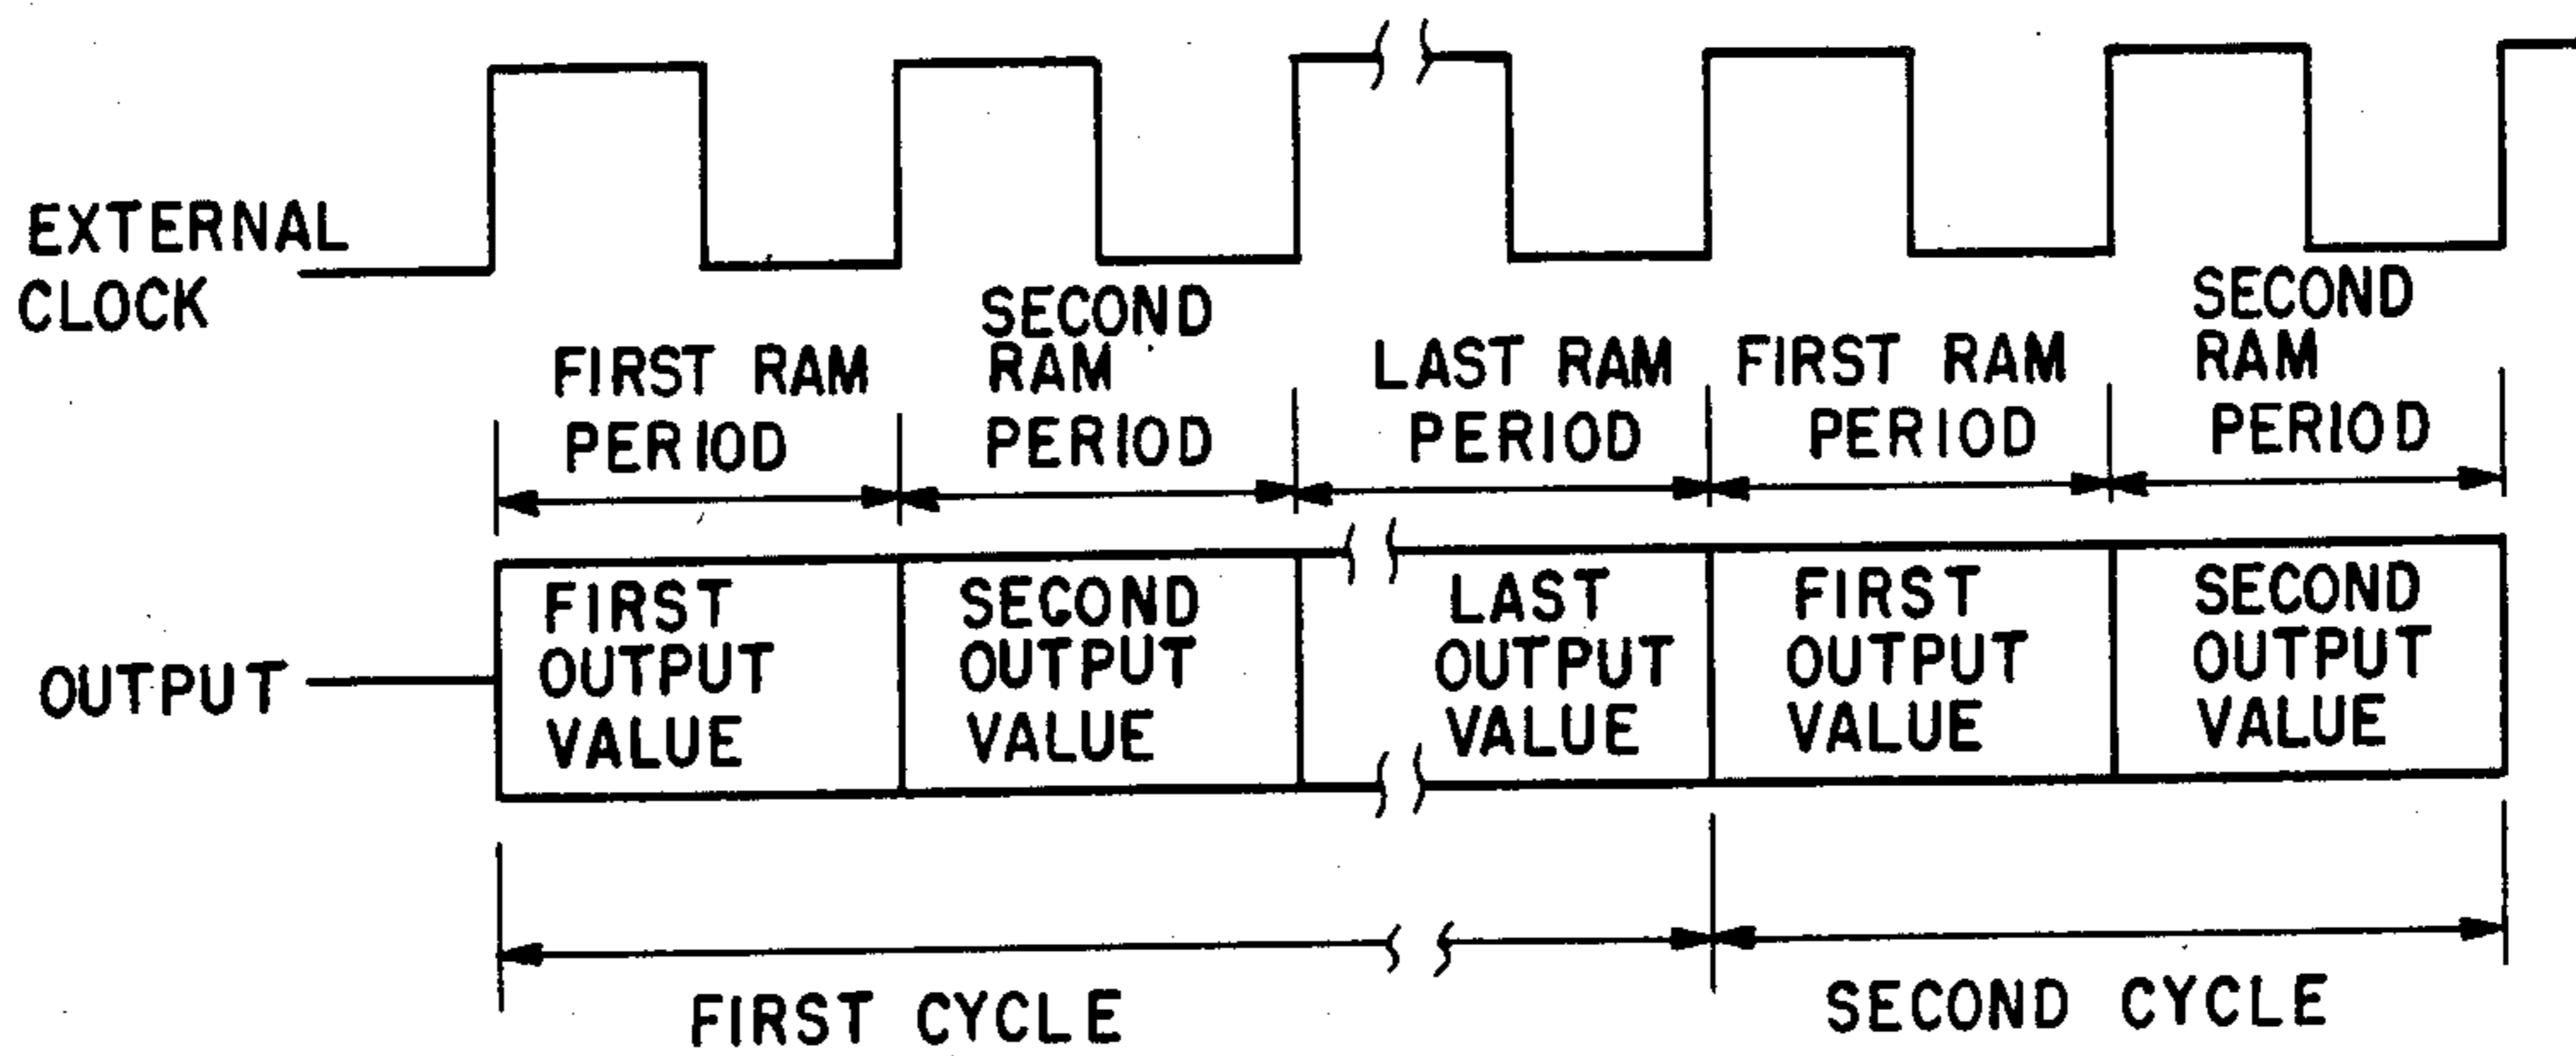 EXTERNAL
CLOCK
FIRST RAM
PERIOD
SECOND
RAM
PERIOD
LAST RAM
PERIOD
FIRST RAM
PERIOD
SECOND
RAM
PERIOD
OUTPUT
FIRST
OUTPUT
VALUE
SECOND
OUTPUT
VALUE
LAST
OUTPUT
VALUE
FIRST
OUTPUT
VALUE
SECOND
OUTPUT
VALUE
FIRST CYCLE
SECOND CYCLE